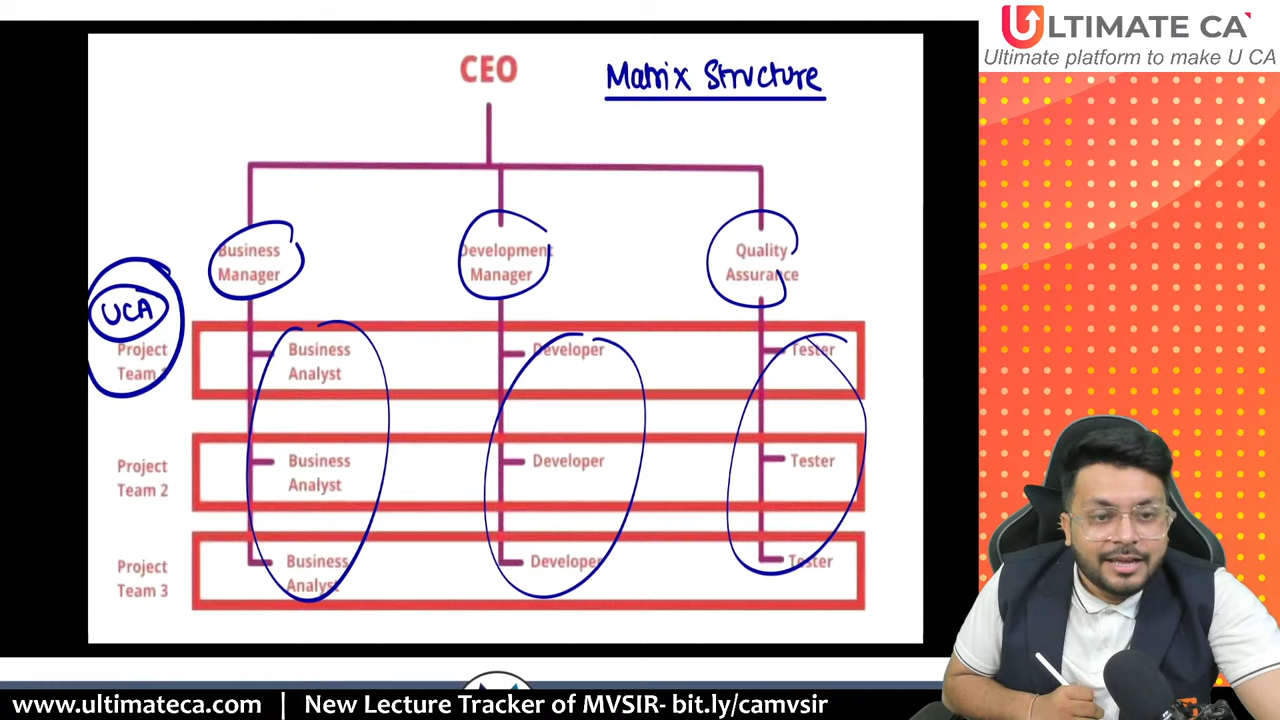 ULTIMATE CA
Ultimate platform to make U CA
CEO
Matrix Structure
Business
Manager
Development
Manager
Quality
Assurance
UCA
Project
Team 1
Business
Analyst
Developer
Tester
Project
Team 2
Business
Analyst
Developer
Tester
Project
Team 3
Business
Analyst
Developer
Tester
www.ultimateca.com | New Lecture Tracker of MVSIR- bit.ly/camvsir